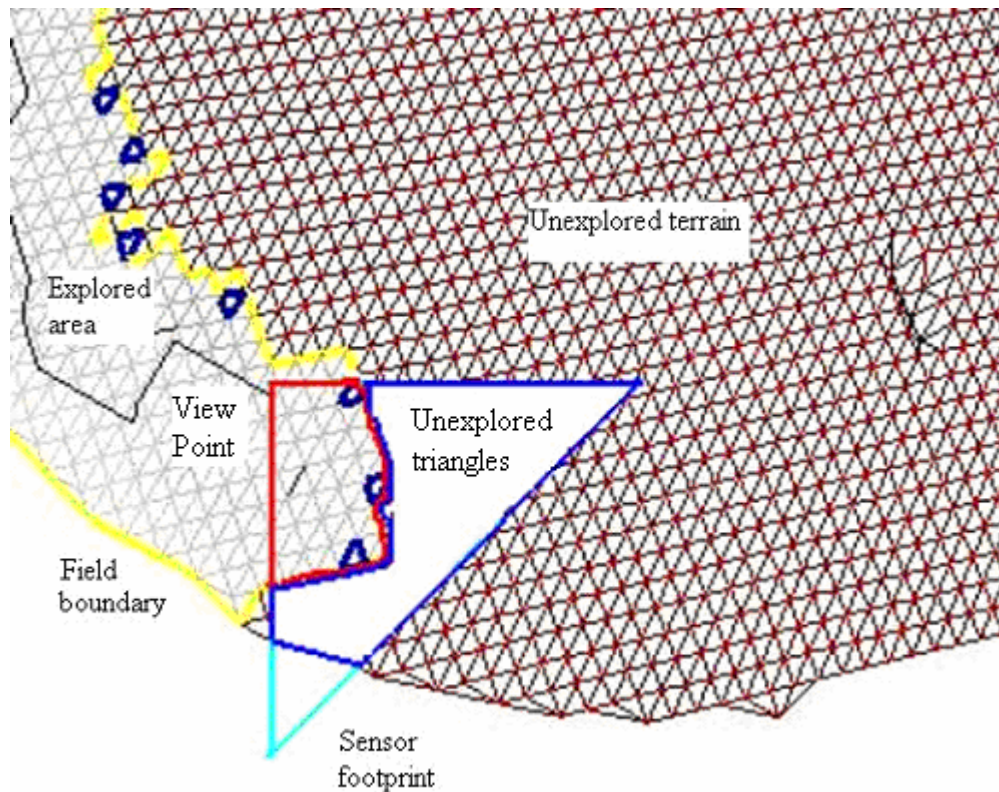 Unexplored terrain
Explored
area
View
Point
Unexplored
triangles
Field
boundary
Sensor
footprint